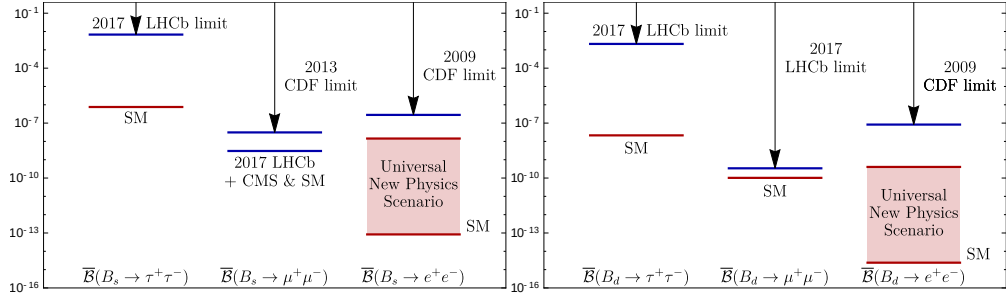 10⁻¹
10⁻⁴
10⁻⁷
10⁻¹⁰
10⁻¹³
10⁻¹⁶
2017 LHCb limit
SM
2013
CDF limit
2017 LHCb
+ CMS & SM
2009
CDF limit
Universal
New Physics
Scenario
SM
B̅(Bₛ → τ⁺τ⁻)
B̅(Bₛ → μ⁺μ⁻)
B̅(Bₛ → e⁺e⁻)
10⁻¹
10⁻⁴
10⁻⁷
10⁻¹⁰
10⁻¹³
10⁻¹⁶
2017 LHCb limit
SM
2017
LHCb limit
SM
2009
CDF limit
Universal
New Physics
Scenario
SM
B̅(B_d → τ⁺τ⁻)
B̅(B_d → μ⁺μ⁻)
B̅(B_d → e⁺e⁻)